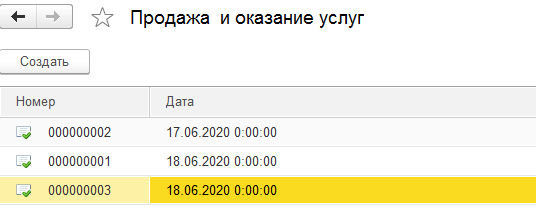 Продажа и оказание услуг
Создать
Номер Дата
000000002 17.06.2020 0:00:00
000000001 18.06.2020 0:00:00
000000003 18.06.2020 0:00:00